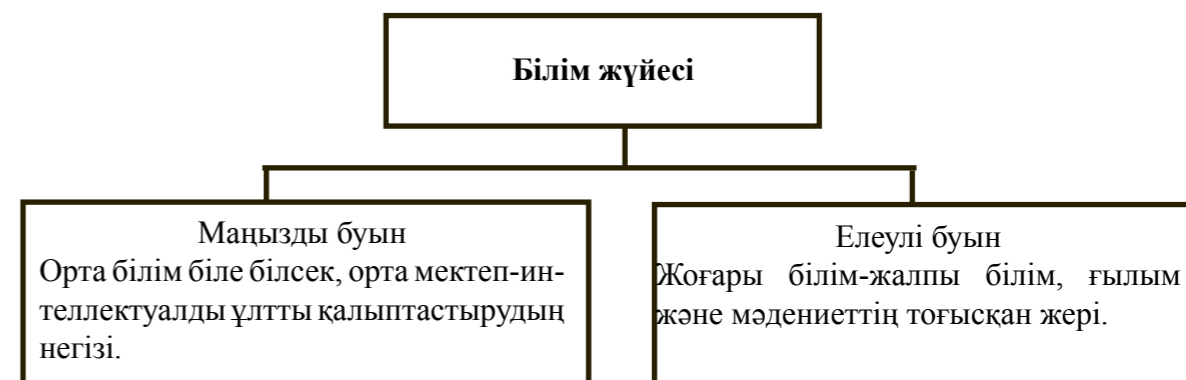 Білім жүйесі
Маңызды буын
Орта білім біле білсек, орта мектеп-ин-
теллектуалды ұлтты қалыптастырудың
негізі.
Елеулі буын
Жоғары білім-жалпы білім, ғылым
және мәдениеттің тоғысқан жері.